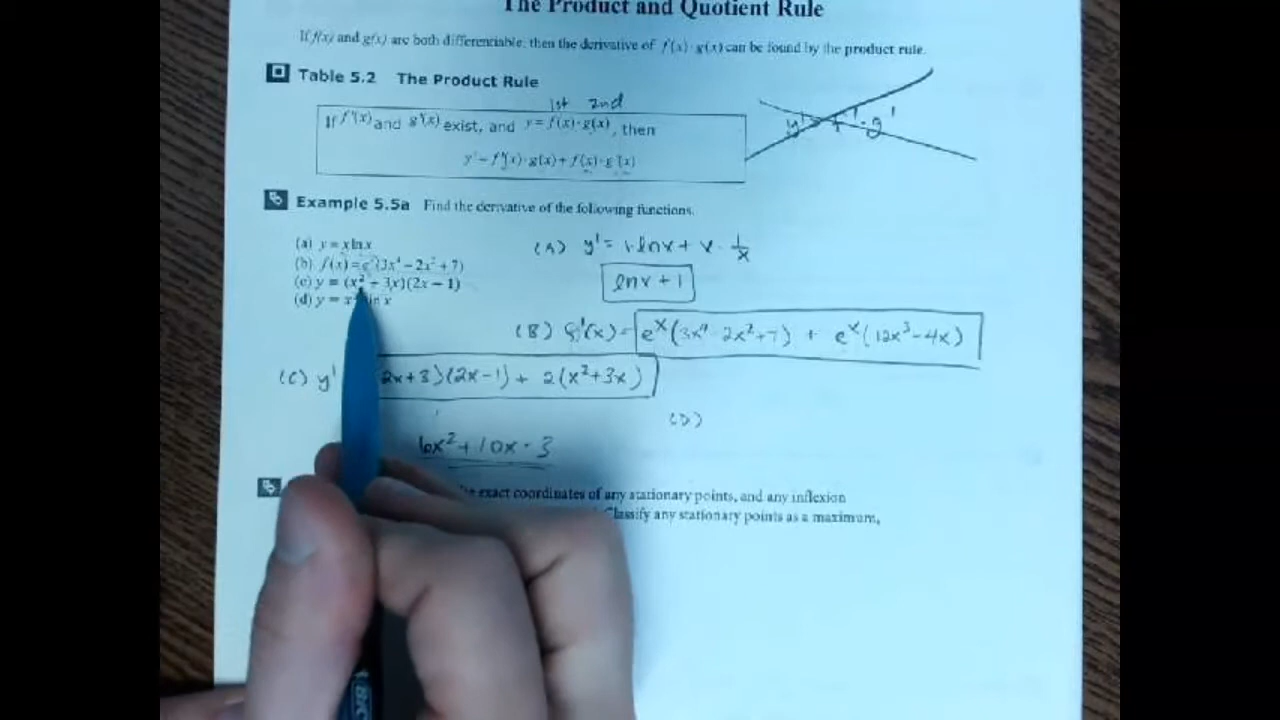 The Product and Quotient Rule
If f(x) and g(x) are both differentiable, then the derivative of f(x)·g(x) can be found by the product rule.
Table 5.2 The Product Rule
1st 2nd
If f'(x) and g'(x) exist, and y = f(x)·g(x), then
y' = f'(x)·g(x) + f(x)·g'(x)
y' = f'·g'
Example 5.5a Find the derivative of the following functions.
(a) y = x ln x
(A) y' = 1·lnx + x·1/x
(b) f(x) = eˣ(3x⁴ − 2x² + 7)
(c) y = (x² + 3x)(2x − 1)
lnx + 1
(d) y = ln x
(B) f'(x) = eˣ(3x⁴ - 2x² + 7) + eˣ(12x³ - 4x)
(C) y' 2x+3)(2x-1) + 2(x²+3x)
(D)
6x² + 10x - 3
exact coordinates of any stationary points, and any inflexion
Classify any stationary points as a maximum,
BIC